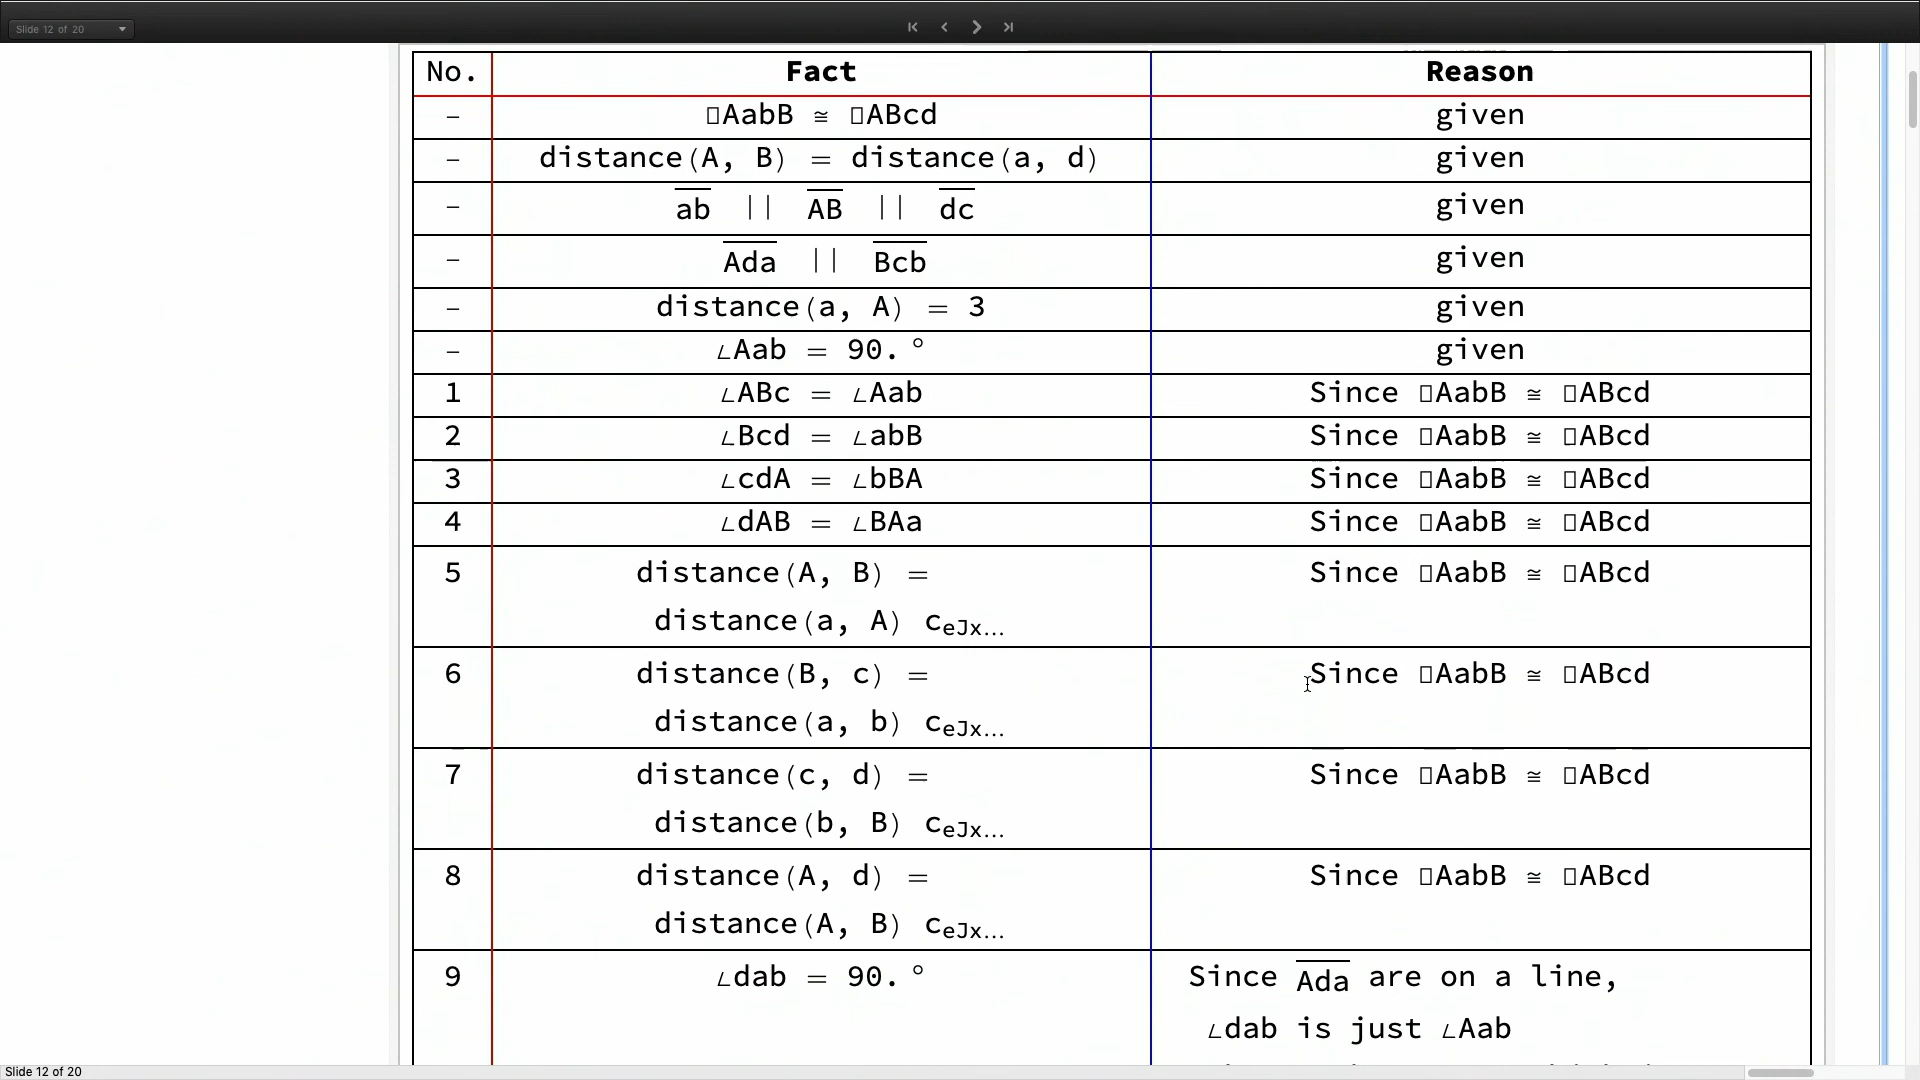 Slide 12 of 20
No. Fact Reason
– ▯AabB ≅ ▯ABcd given
– distance(A, B) = distance(a, d) given
– ab || AB || dc given
– Ada || Bcb given
– distance(a, A) = 3 given
– ∠Aab = 90.° given
1 ∠ABc = ∠Aab Since ▯AabB ≅ ▯ABcd
2 ∠Bcd = ∠abB Since ▯AabB ≅ ▯ABcd
3 ∠cdA = ∠bBA Since ▯AabB ≅ ▯ABcd
4 ∠dAB = ∠BAa Since ▯AabB ≅ ▯ABcd
5 distance(A, B) = Since ▯AabB ≅ ▯ABcd
distance(a, A) ceJx…
6 distance(B, c) = Since ▯AabB ≅ ▯ABcd
distance(a, b) ceJx…
7 distance(c, d) = Since ▯AabB ≅ ▯ABcd
distance(b, B) ceJx…
8 distance(A, d) = Since ▯AabB ≅ ▯ABcd
distance(A, B) ceJx…
9 ∠dab = 90.° Since Ada are on a line,
∠dab is just ∠Aab
Slide 12 of 20